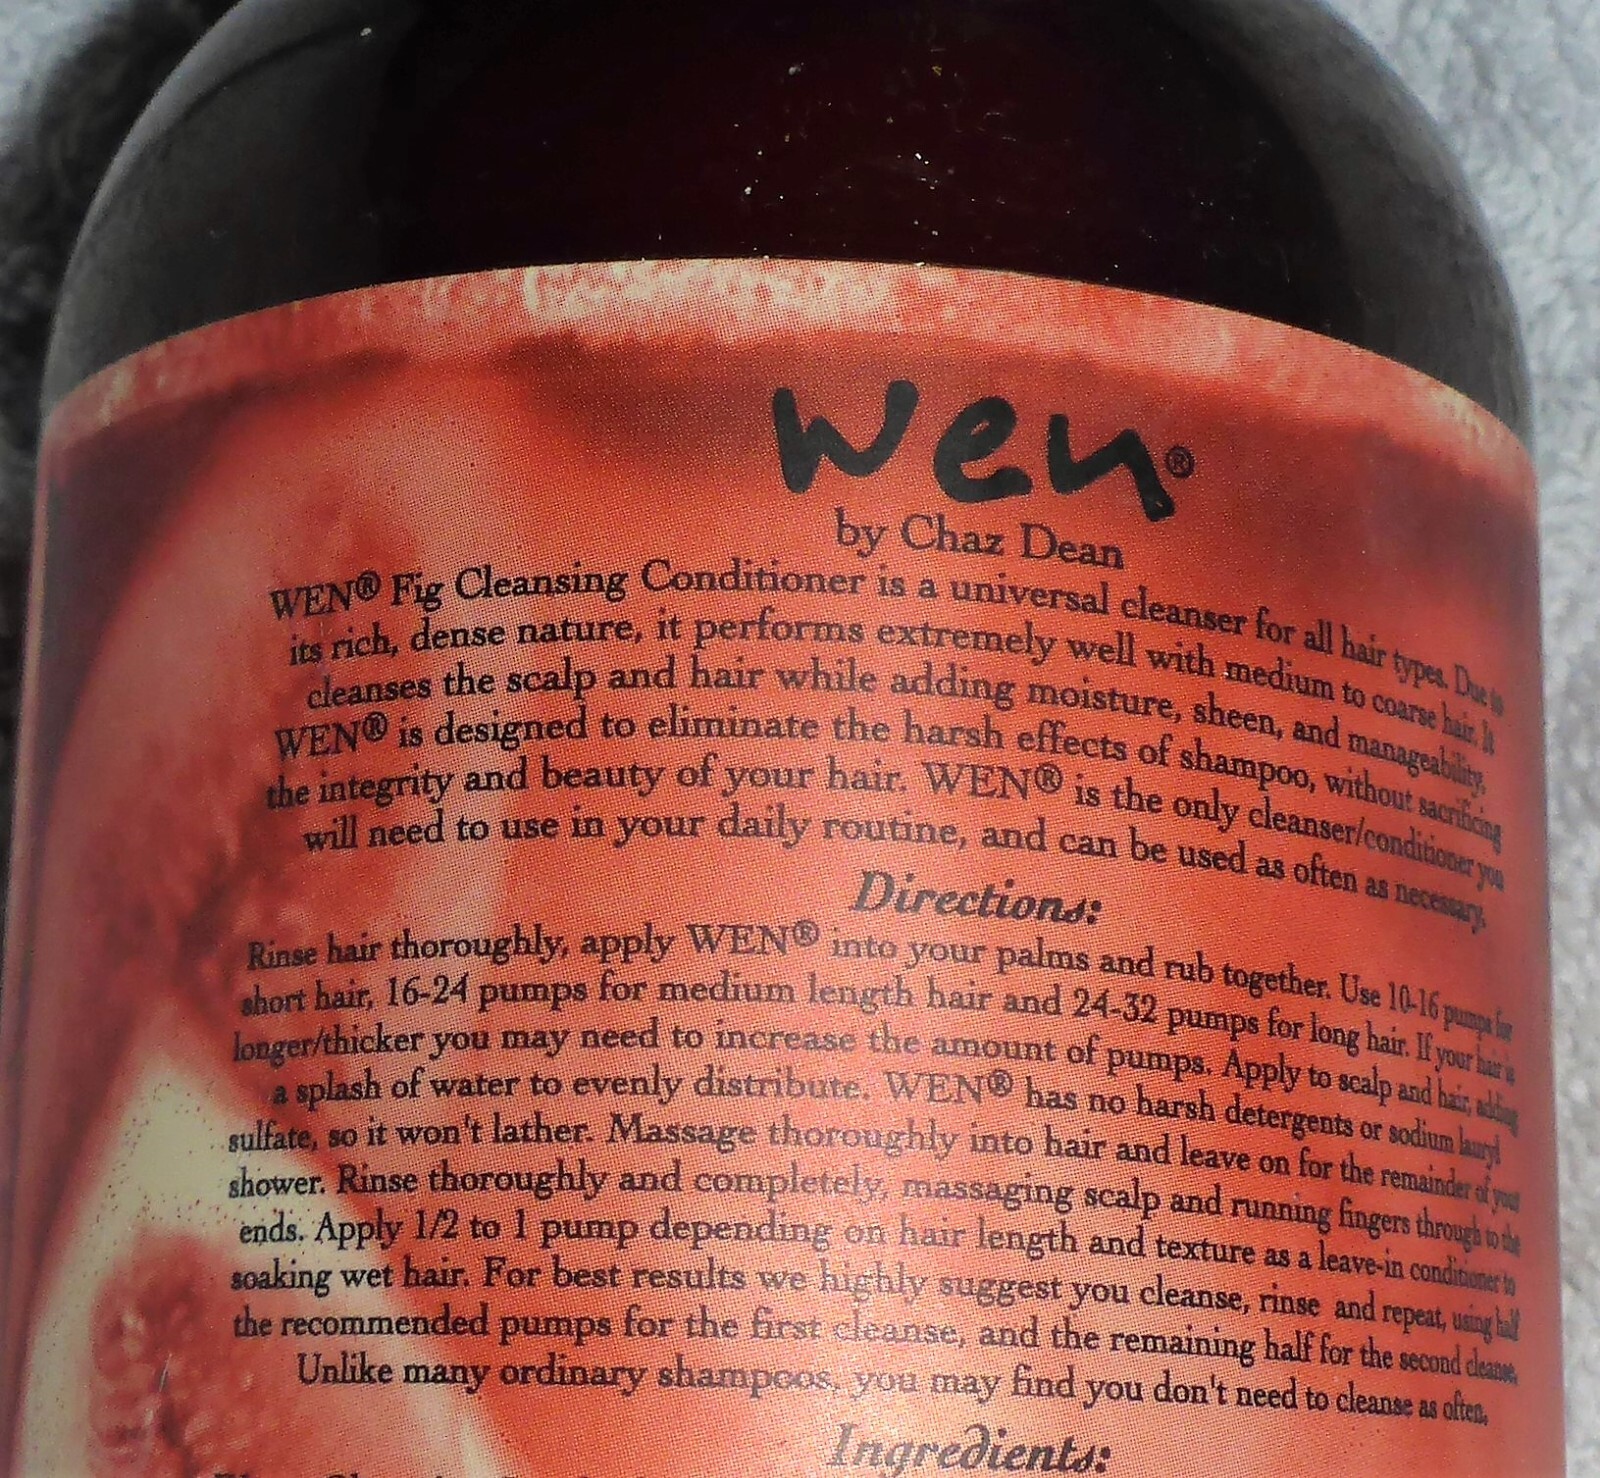 wen®
by Chaz Dean
WEN® Fig Cleansing Conditioner is a universal cleanser for all hair types. Due to
its rich, dense nature, it performs extremely well with medium to coarse hair. It
cleanses the scalp and hair while adding moisture, sheen, and manageability.
WEN® is designed to eliminate the harsh effects of shampoo, without sacrificing
the integrity and beauty of your hair. WEN® is the only cleanser/conditioner you
will need to use in your daily routine, and can be used as often as necessary.
Directions:
Rinse hair thoroughly, apply WEN® into your palms and rub together. Use 10-16 pumps for
short hair, 16-24 pumps for medium length hair and 24-32 pumps for long hair. If your hair is
longer/thicker you may need to increase the amount of pumps. Apply to scalp and hair, adding
a splash of water to evenly distribute. WEN® has no harsh detergents or sodium lauryl
sulfate, so it won't lather. Massage thoroughly into hair and leave on for the remainder of your
shower. Rinse thoroughly and completely, massaging scalp and running fingers through to the
ends. Apply 1/2 to 1 pump depending on hair length and texture as a leave-in conditioner to
soaking wet hair. For best results we highly suggest you cleanse, rinse and repeat, using half
the recommended pumps for the first cleanse, and the remaining half for the second cleanse.
Unlike many ordinary shampoos, you may find you don't need to cleanse as often.
Ingredients: